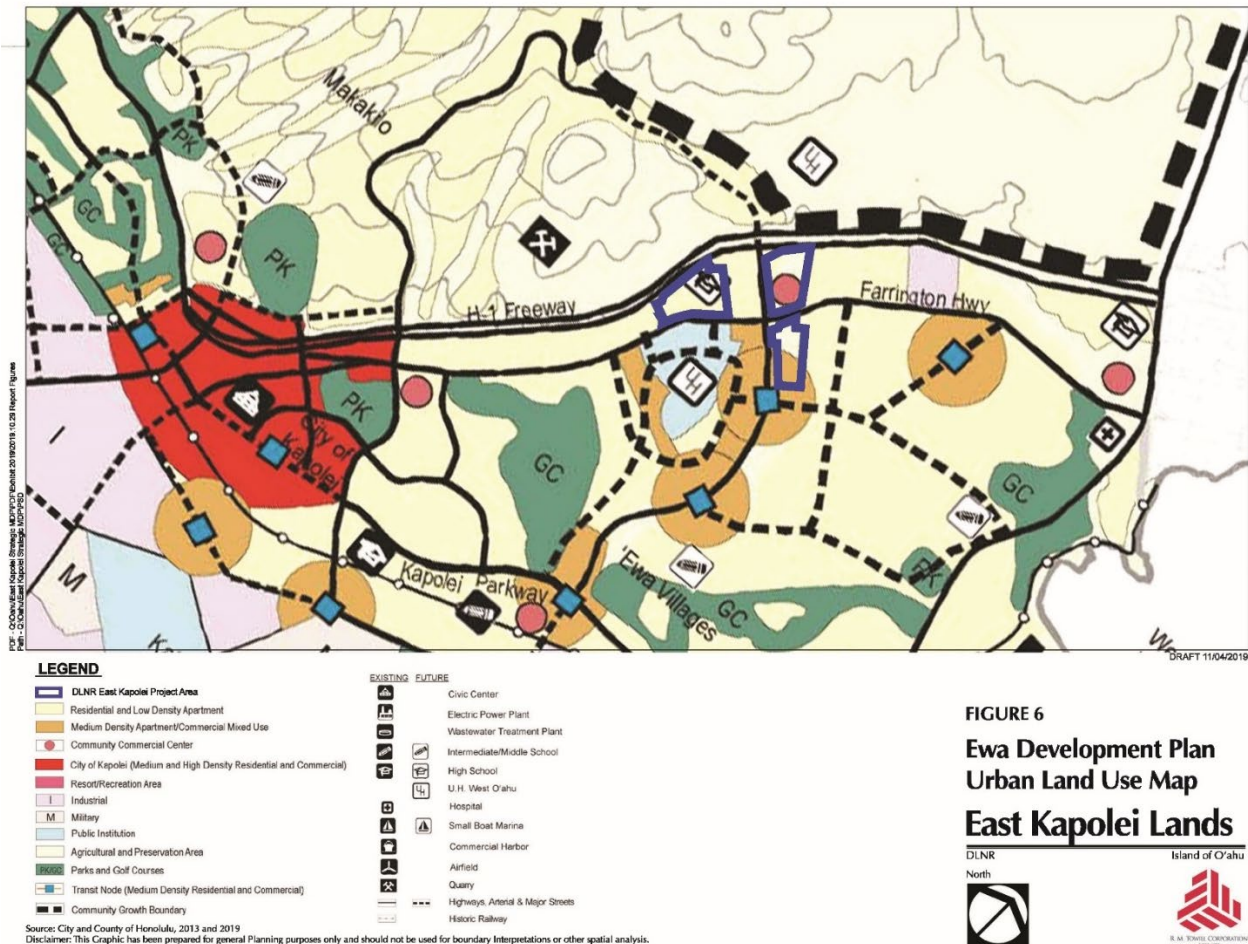 Makakilo
PK
GC
GC
PK
H-1 Freeway
Farrington Hwy
UH
UH
PK
City of
Kapolei
GC
GC
I
M
Kapolei Parkway
'Ewa Villages
GC
PK
DRAFT 11/04/2019
LEGEND
DLNR East Kapolei Project Area
Residential and Low Density Apartment
Medium Density Apartment/Commercial Mixed Use
Community Commercial Center
City of Kapolei (Medium and High Density Residential and Commercial)
Resort/Recreation Area
I Industrial
M Military
Public Institution
Agricultural and Preservation Area
PK/GC Parks and Golf Courses
Transit Node (Medium Density Residential and Commercial)
Community Growth Boundary
EXISTING FUTURE
Civic Center
Electric Power Plant
Wastewater Treatment Plant
Intermediate/Middle School
High School
UH U.H. West O'ahu
Hospital
Small Boat Marina
Commercial Harbor
Airfield
Quarry
Highways, Arterial & Major Streets
Historic Railway
Source: City and County of Honolulu, 2013 and 2019
Disclaimer: This Graphic has been prepared for general Planning purposes only and should not be used for boundary Interpretations or other spatial analysis.
FIGURE 6
Ewa Development Plan
Urban Land Use Map
East Kapolei Lands
DLNR Island of O'ahu
North
R. M. TOWILL CORPORATION